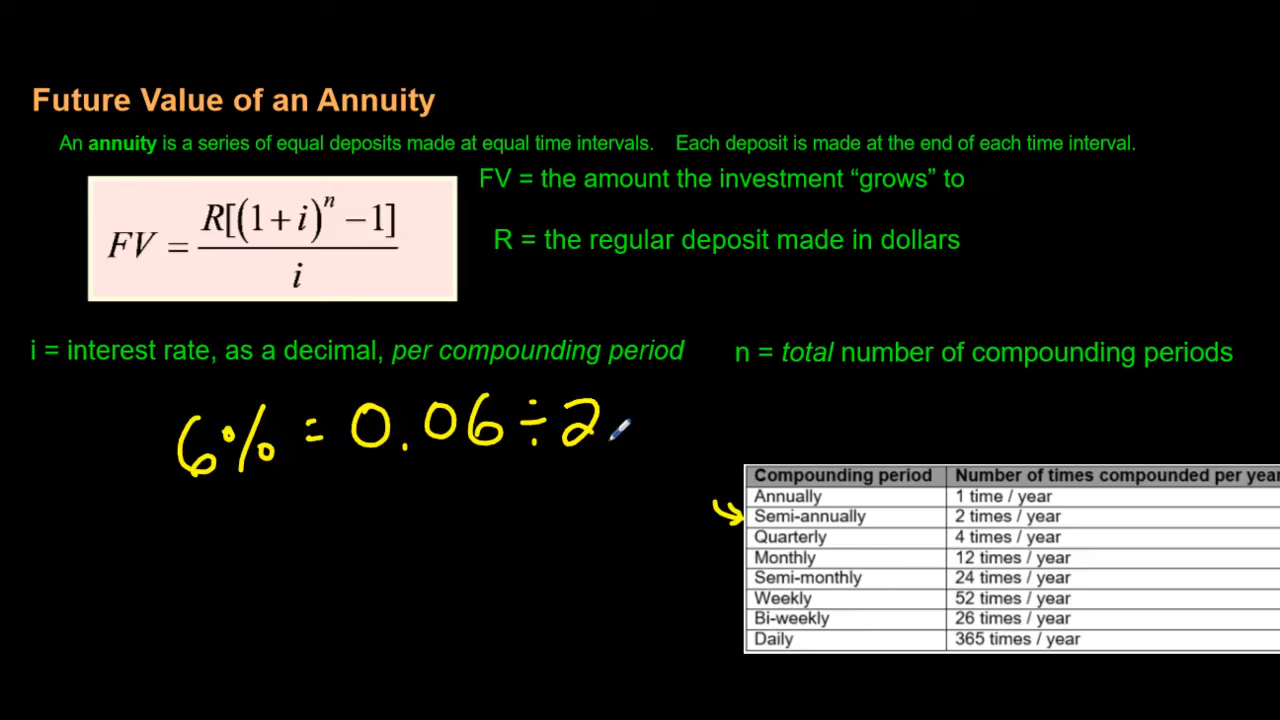 Future Value of an Annuity
An annuity is a series of equal deposits made at equal time intervals. Each deposit is made at the end of each time interval.
FV = the amount the investment “grows” to
FV = R[(1+i)^n −1] / i
R = the regular deposit made in dollars
i = interest rate, as a decimal, per compounding period
n = total number of compounding periods
6% = 0.06 ÷ 2
Compounding period Number of times compounded per year
Annually 1 time / year
Semi-annually 2 times / year
Quarterly 4 times / year
Monthly 12 times / year
Semi-monthly 24 times / year
Weekly 52 times / year
Bi-weekly 26 times / year
Daily 365 times / year